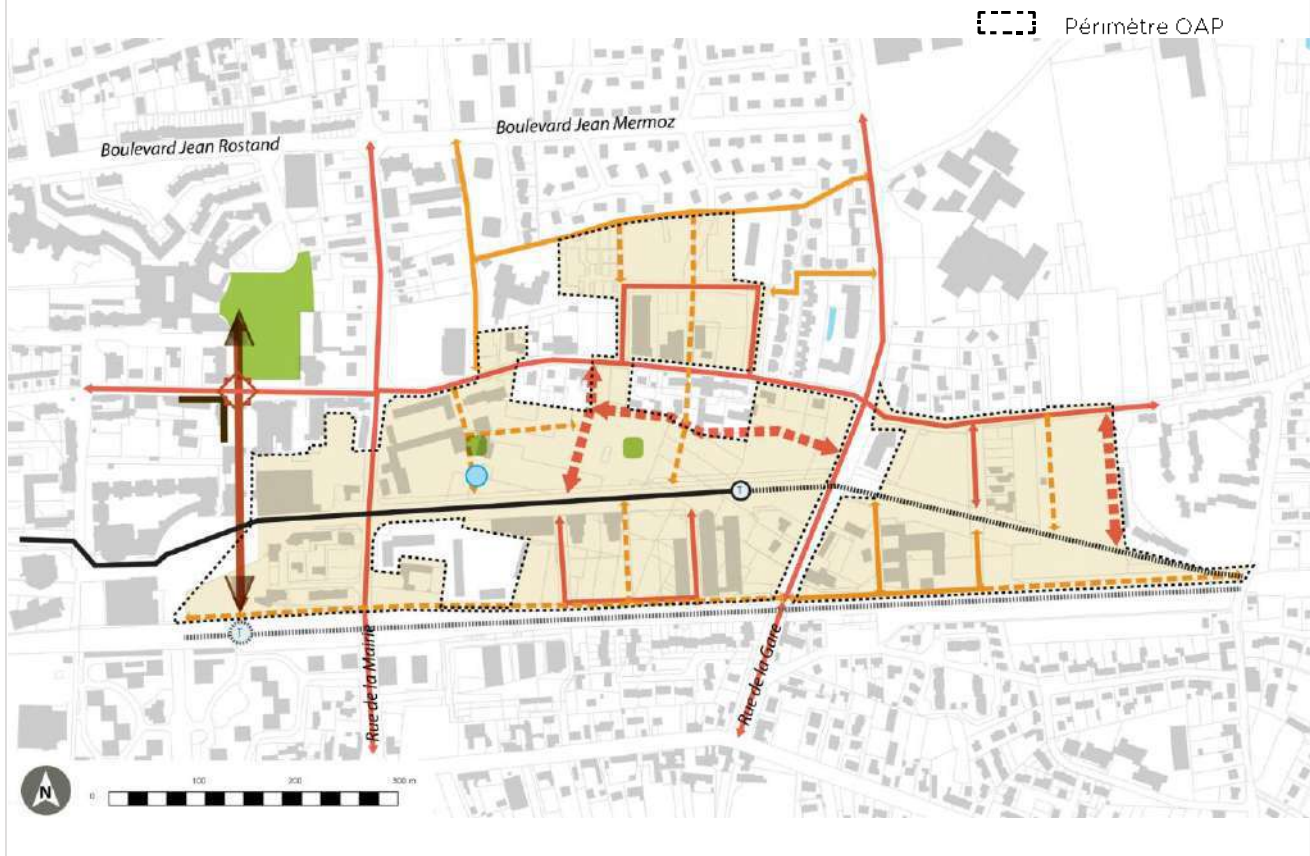 Périmètre OAP
Boulevard Jean Mermoz
Boulevard Jean Rostand
T
T
Rue de la Mairie
Rue de la Gare
N
0 100 200 300 m